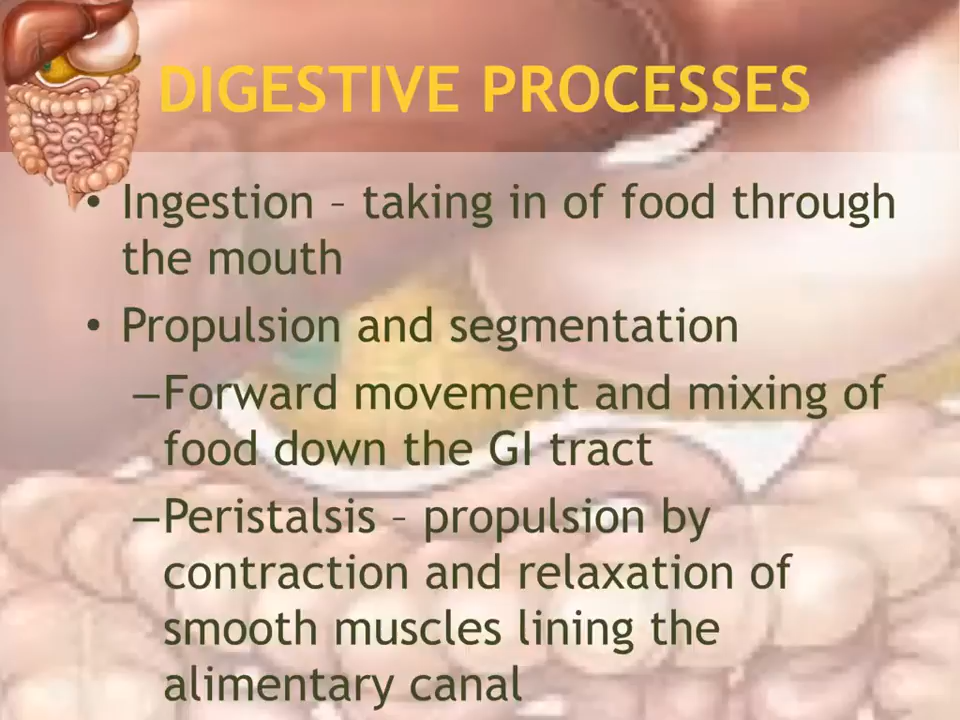 DIGESTIVE PROCESSES
• Ingestion – taking in of food through
the mouth
• Propulsion and segmentation
–Forward movement and mixing of
food down the GI tract
–Peristalsis – propulsion by
contraction and relaxation of
smooth muscles lining the
alimentary canal